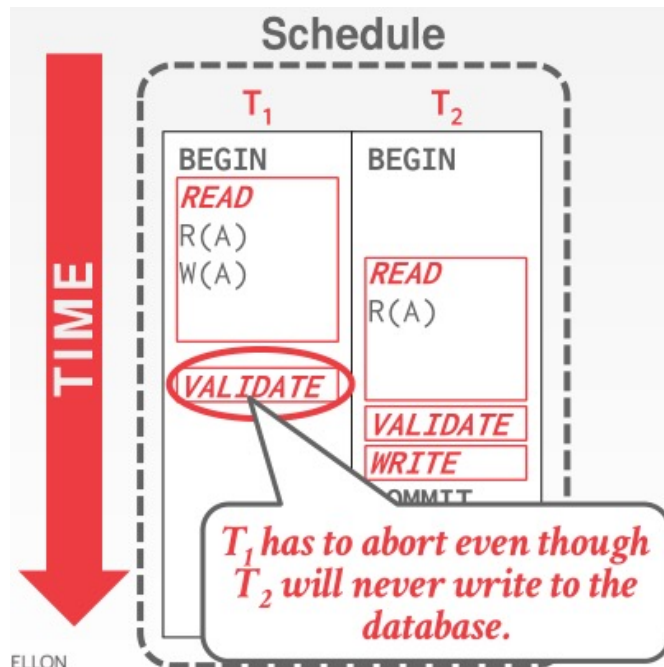 Schedule
TIME
T₁ T₂
BEGIN BEGIN
READ
R(A)
W(A) READ
R(A)
VALIDATE
VALIDATE
WRITE
T₁ has to abort even though
T₂ will never write to the
database.
ELLON